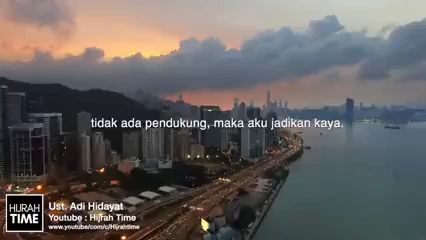 tidak ada pendukung, maka aku jadikan kaya.
HIJRAH
TIME
Ust. Adi Hidayat
Youtube : Hijrah Time
www.youtube.com/c/Hijrahtime